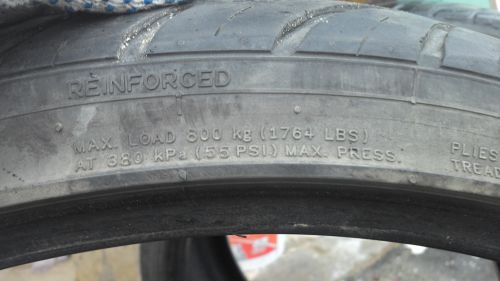 REINFORCED
MAX. LOAD 800 kg (1764 LBS)
AT 380 KPa (55 PSI) MAX. PRESS.
PLIES
TREAD